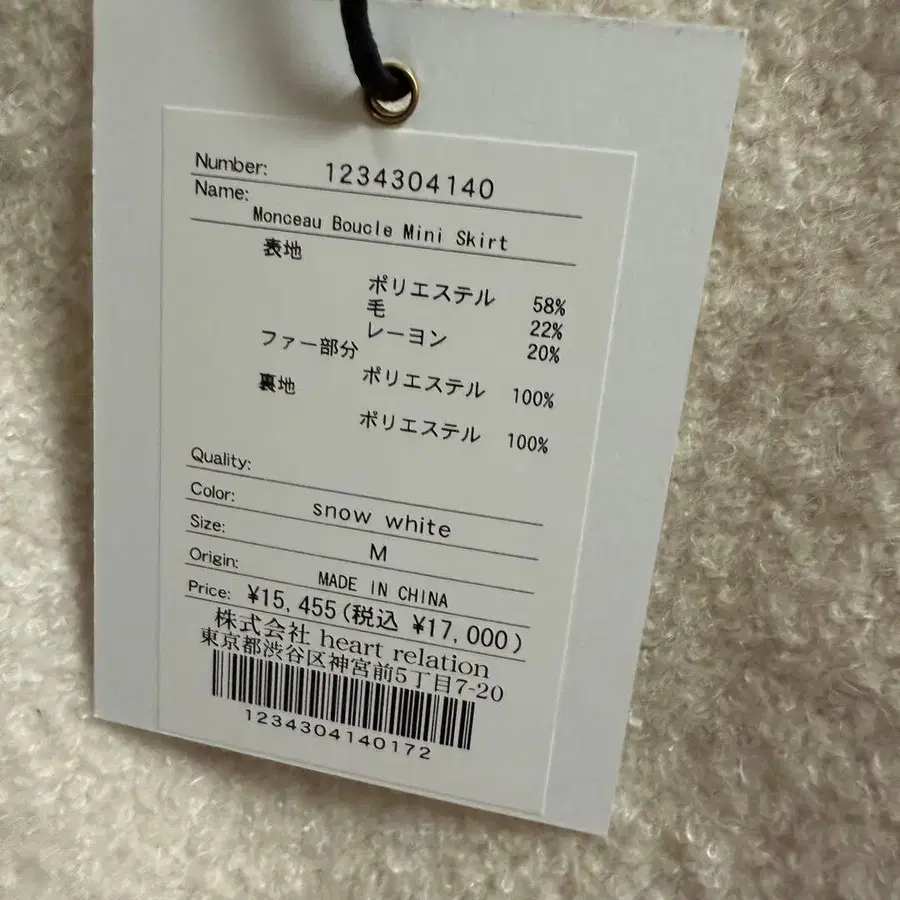 Number: 1234304140
Name:
Monceau Boucle Mini Skirt
表地
ポリエステル 58%
毛 22%
レーヨン 20%
ファー部分
ポリエステル 100%
裏地
ポリエステル 100%
Quality:
Color: snow white
Size: M
Origin: MADE IN CHINA
Price: ¥15,455(税込 ¥17,000)
株式会社 heart relation
東京都渋谷区神宮前5丁目7-20
1234304140172